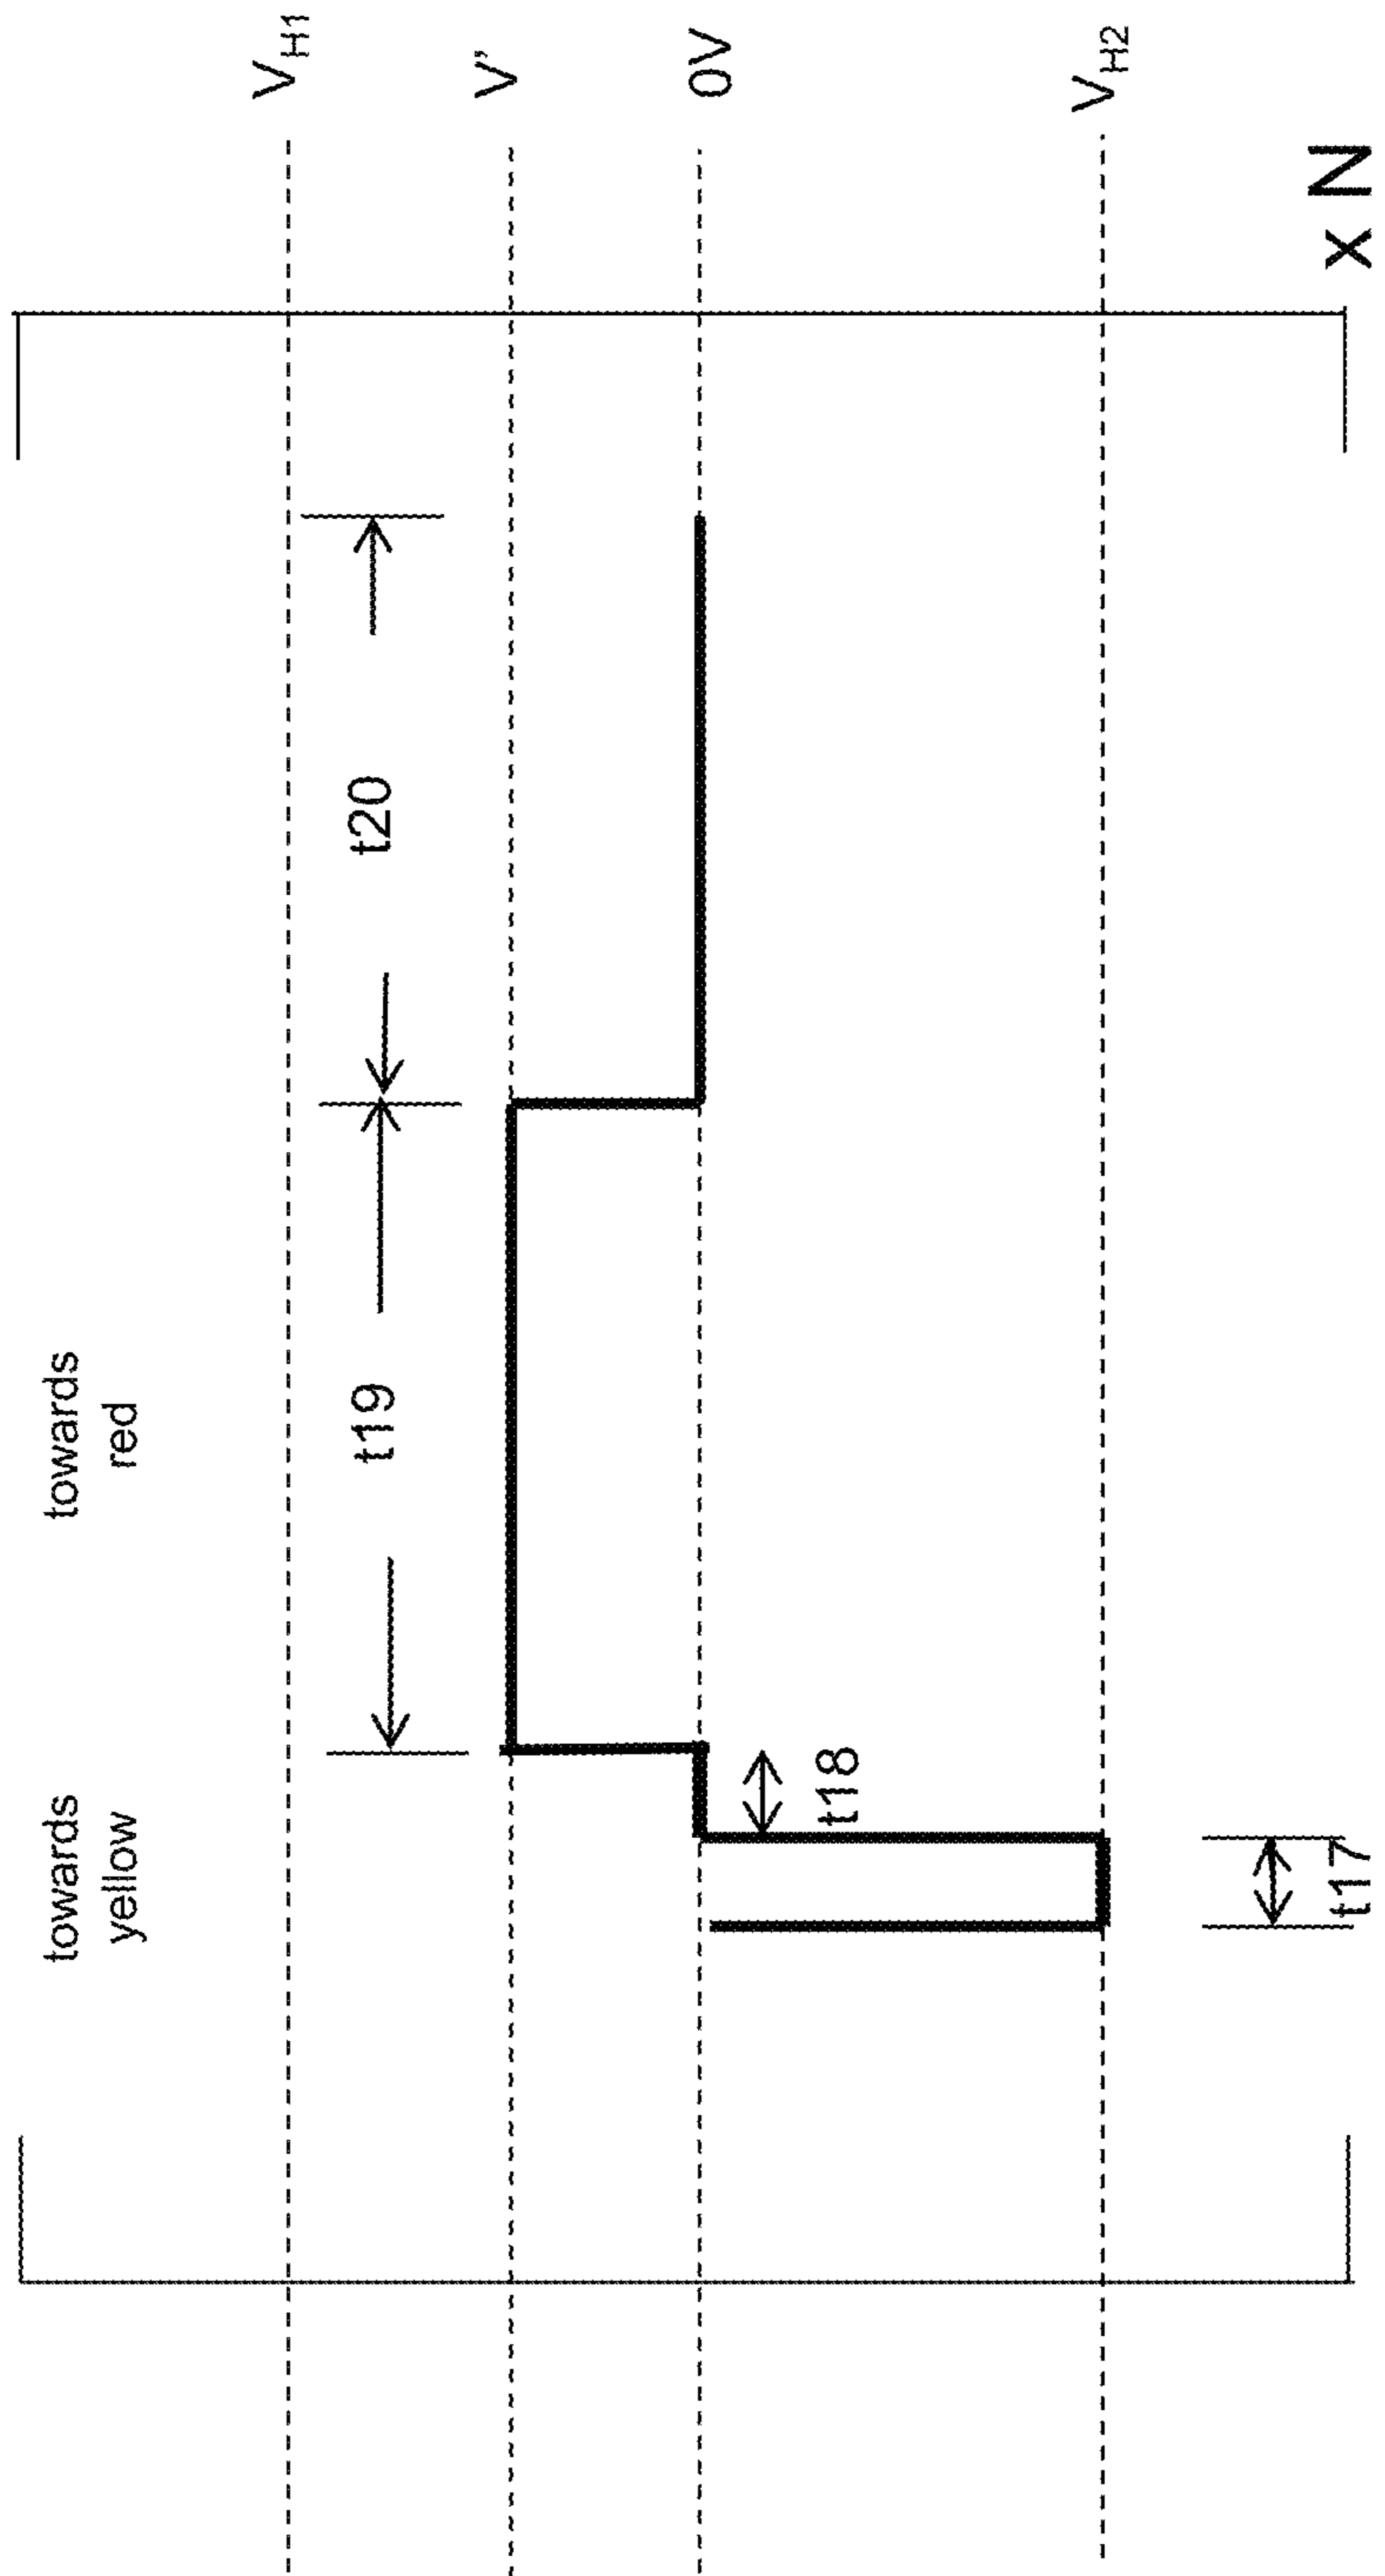 towards
yellow
towards
red
V_H1
t19
t20
V’
0V
t18
V_H2
t17
x N